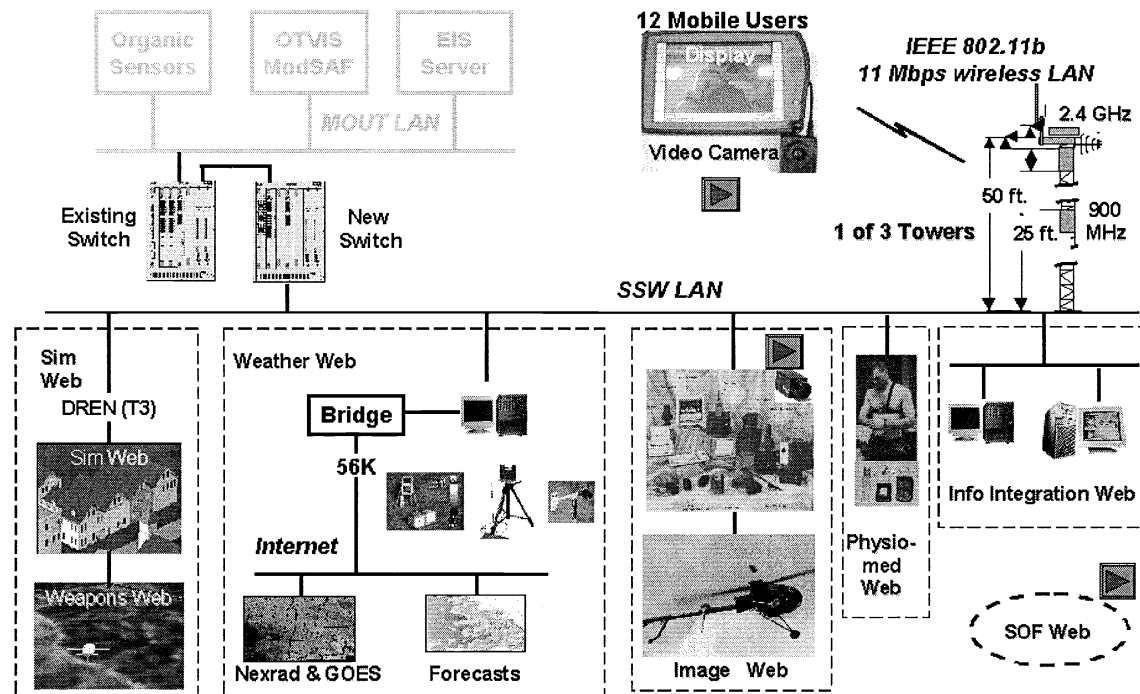 Organic
Sensors
OTVIS
ModSAF
EIS
Server
MOUT LAN
Existing
Switch
New
Switch
12 Mobile Users
Display
Video Camera
IEEE 802.11b
11 Mbps wireless LAN
2.4 GHz
50 ft.
900
MHz
25 ft.
1 of 3 Towers
SSW LAN
Sim
Web
DREN (T3)
Sim Web
Weapons Web
Weather Web
Bridge
56K
Internet
Nexrad & GOES
Forecasts
Image Web
Physio-
med
Web
Info Integration Web
SOF Web